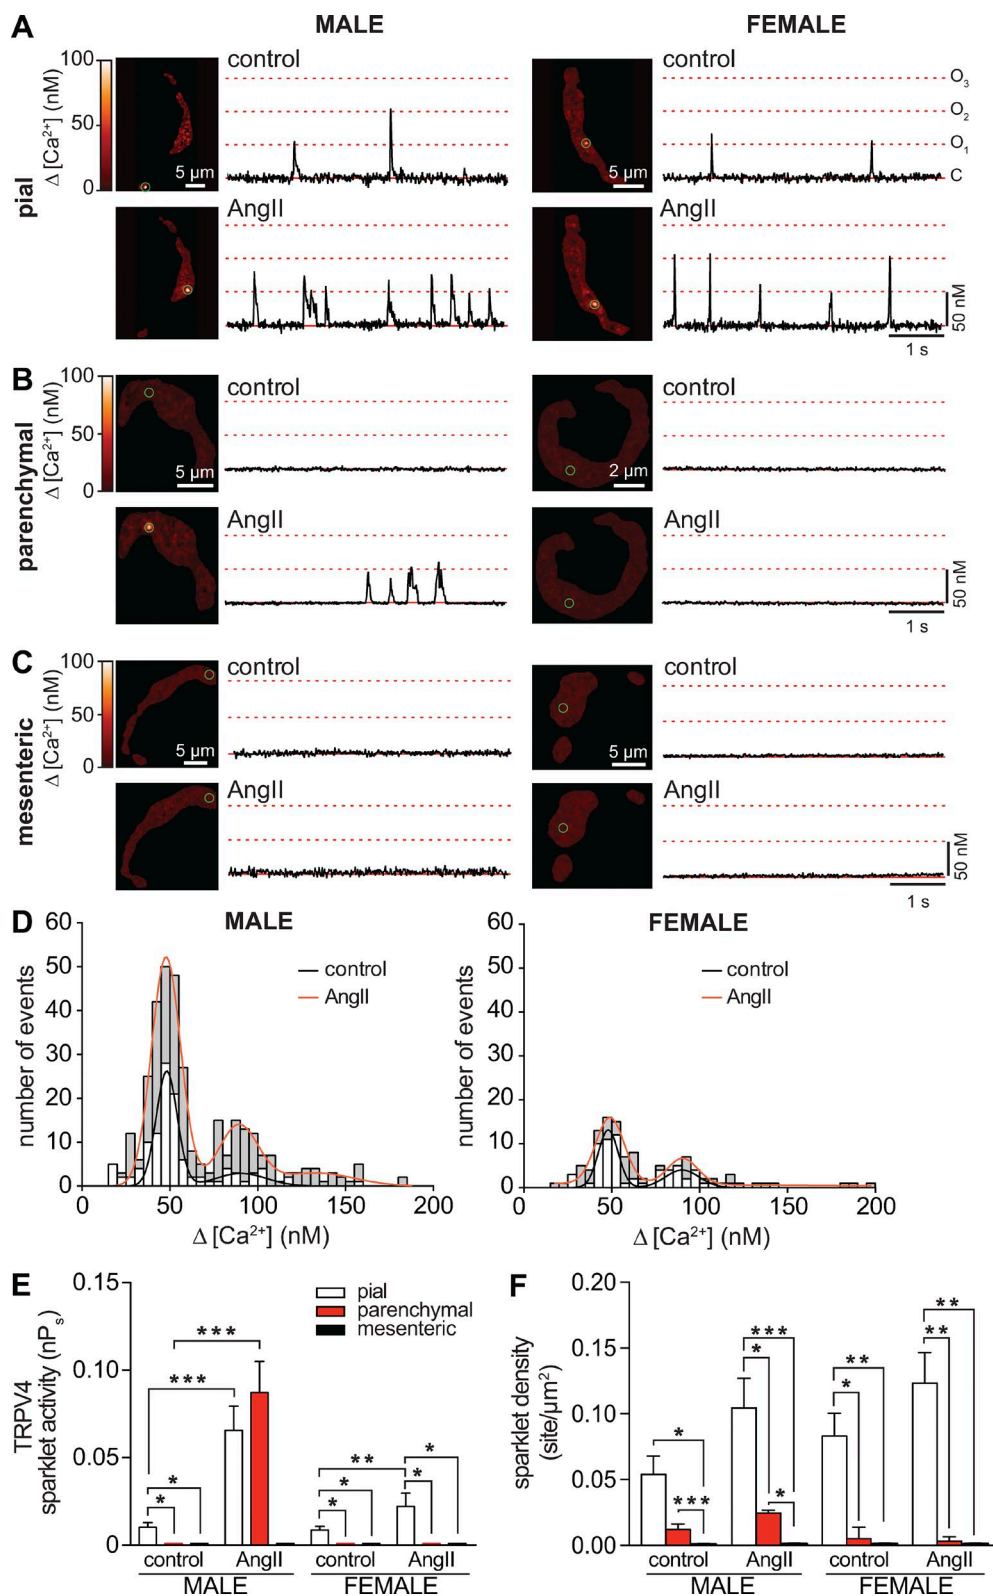 A MALE FEMALE
pial
Δ [Ca²⁺] (nM)
100
50
0
control
5 µm
control
5 µm
O₃
O₂
O₁
C
AngII
AngII
50 nM
1 s
B
parenchymal
Δ [Ca²⁺] (nM)
100
50
0
control
5 µm
control
2 µm
AngII
AngII
50 nM
1 s
C
mesenteric
Δ [Ca²⁺] (nM)
100
50
0
control
5 µm
control
5 µm
AngII
AngII
50 nM
1 s
D MALE FEMALE
number of events
60
50
40
30
20
10
0
control
AngII
0 50 100 150 200
Δ [Ca²⁺] (nM)
number of events
60
50
40
30
20
10
0
control
AngII
0 50 100 150 200
Δ [Ca²⁺] (nM)
E
TRPV4
sparklet activity (nPₛ)
0.15
0.10
0.05
0
pial
parenchymal
mesenteric
***
***
*
*
**
*
*
*
*
control AngII control AngII
MALE FEMALE
F
sparklet density
(site/µm²)
0.20
0.15
0.10
0.05
0.00
*
***
***
*
*
**
*
**
**
control AngII control AngII
MALE FEMALE